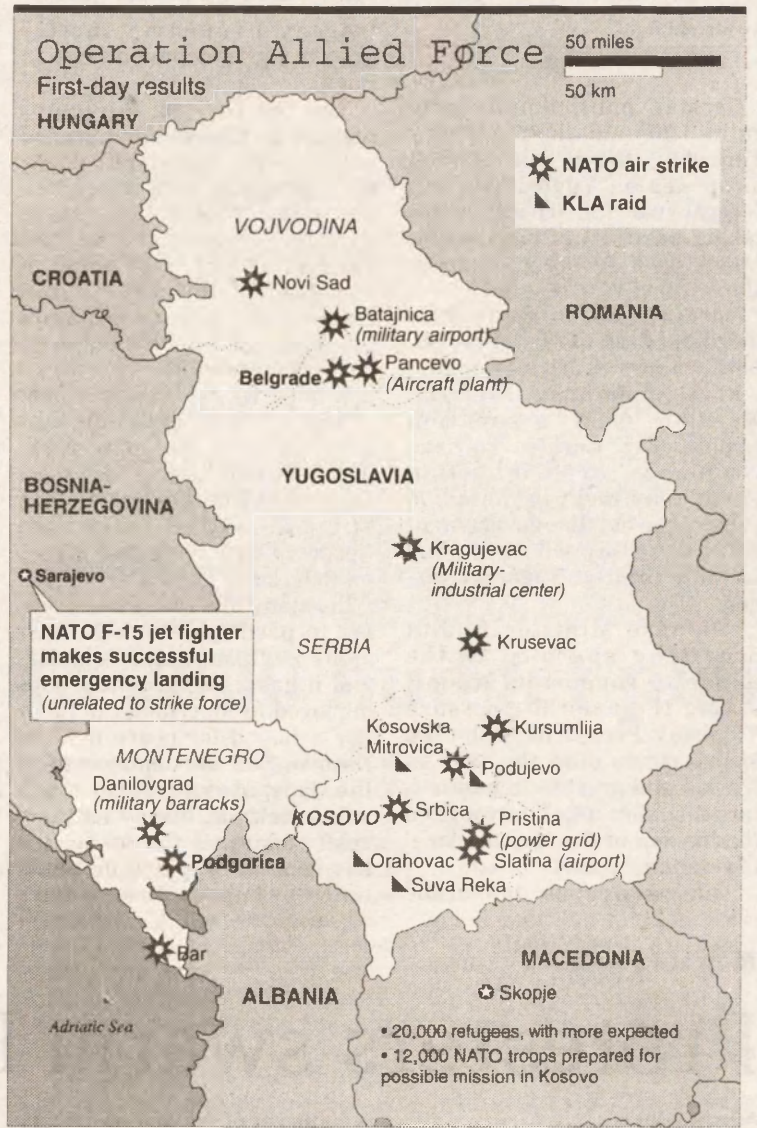 Operation Allied Force
First-day results
50 miles
50 km
NATO air strike
KLA raid
HUNGARY
VOJVODINA
CROATIA
Novi Sad
ROMANIA
Batajnica
(military airport)
Belgrade
Pancevo
(Aircraft plant)
YUGOSLAVIA
BOSNIA-
HERZEGOVINA
Kragujevac
(Military-
industrial center)
Sarajevo
NATO F-15 jet fighter
makes successful
emergency landing
(unrelated to strike force)
SERBIA
Krusevac
Kursumlija
Kosovska
Mitrovica
Podujevo
MONTENEGRO
Danilovgrad
(military barracks)
KOSOVO
Srbica
Pristina
(power grid)
Podgorica
Orahovac
Slatina (airport)
Suva Reka
Bar
MACEDONIA
ALBANIA
Skopje
Adriatic Sea
• 20,000 refugees, with more expected
• 12,000 NATO troops prepared for
possible mission in Kosovo